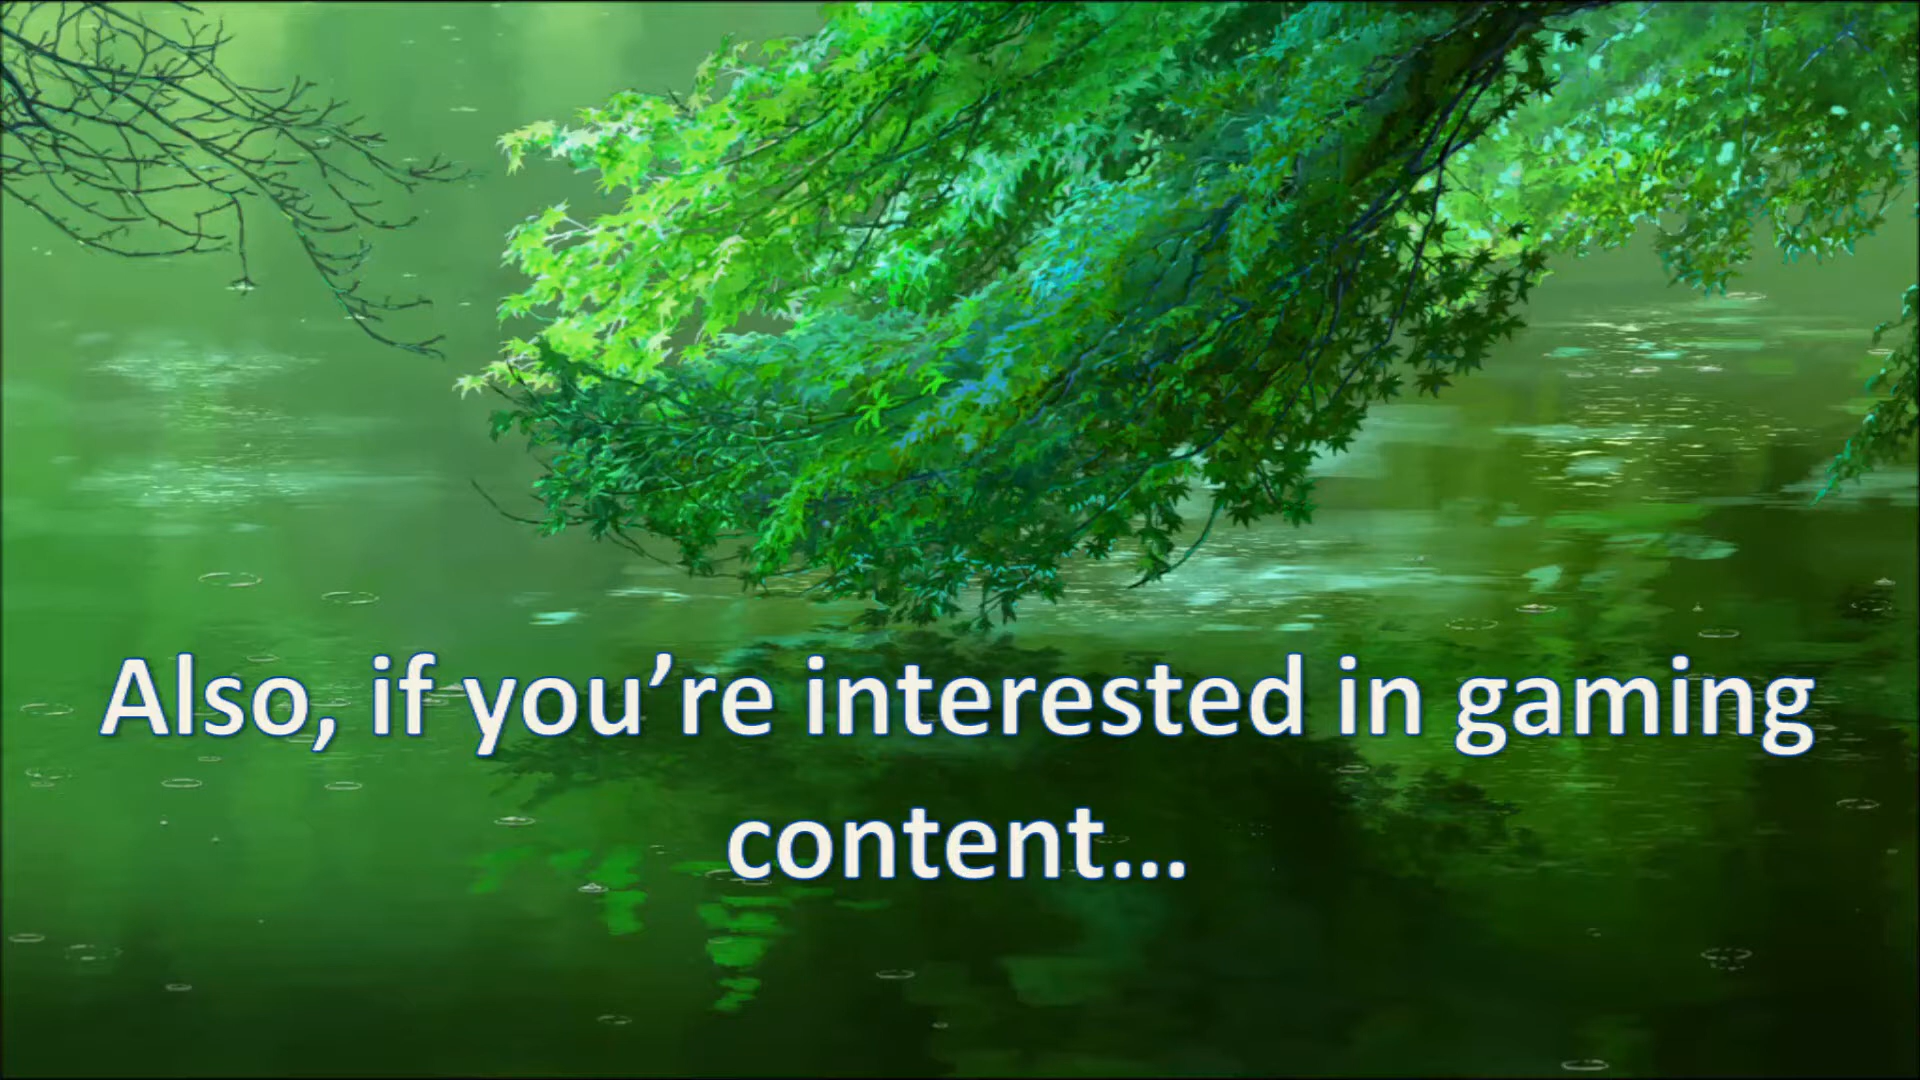 Also, if you’re interested in gaming
content…